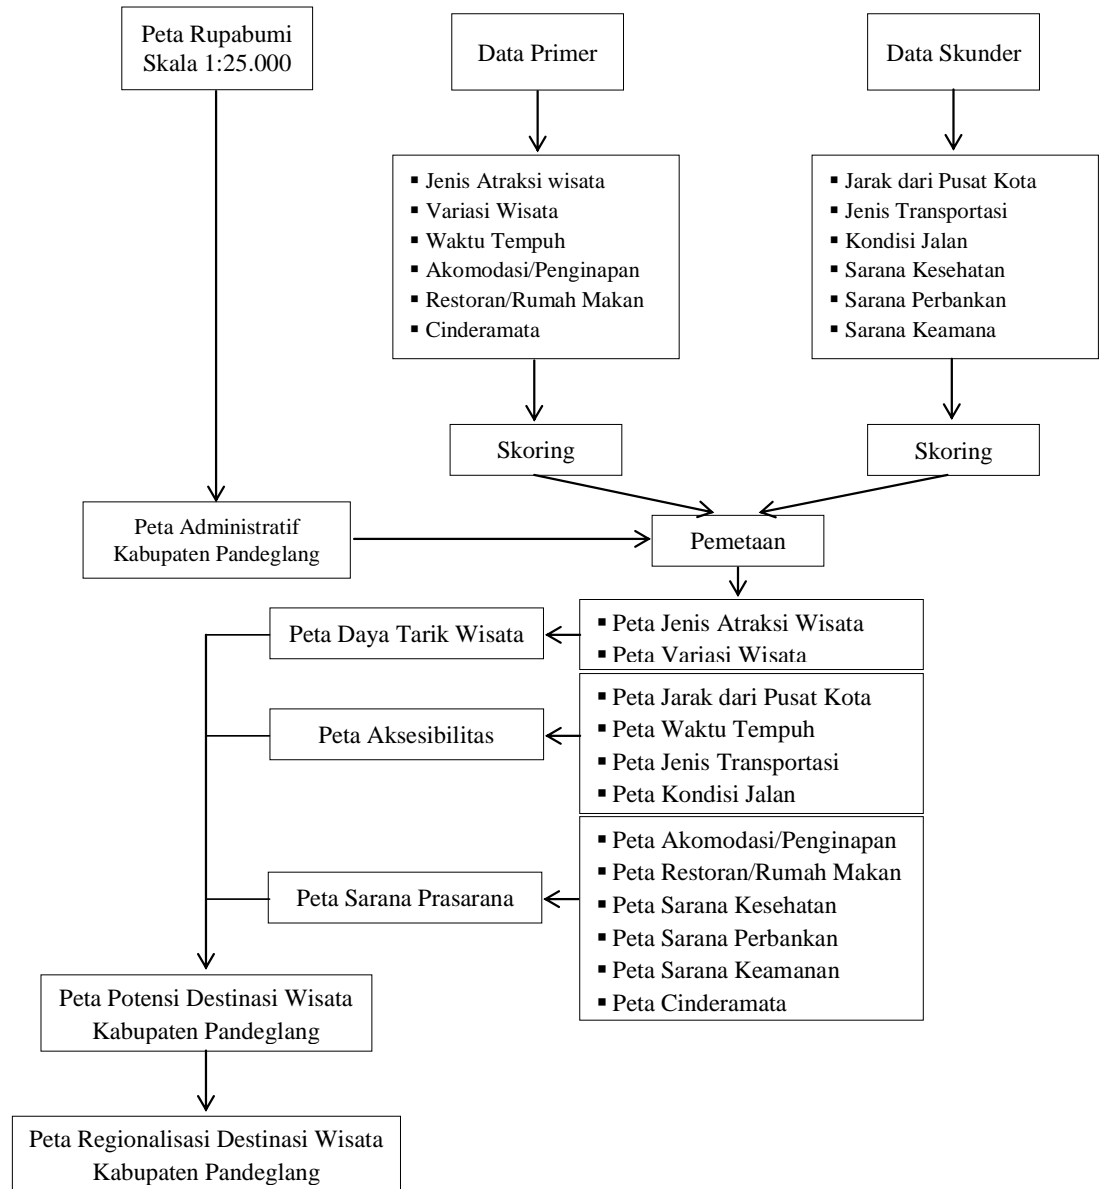 Peta Rupabumi
Skala 1:25.000
Data Primer
Data Skunder
▪ Jenis Atraksi wisata
▪ Variasi Wisata
▪ Waktu Tempuh
▪ Akomodasi/Penginapan
▪ Restoran/Rumah Makan
▪ Cinderamata
▪ Jarak dari Pusat Kota
▪ Jenis Transportasi
▪ Kondisi Jalan
▪ Sarana Kesehatan
▪ Sarana Perbankan
▪ Sarana Keamana
Skoring
Skoring
Peta Administratif
Kabupaten Pandeglang
Pemetaan
Peta Daya Tarik Wisata
▪ Peta Jenis Atraksi Wisata
▪ Peta Variasi Wisata
Peta Aksesibilitas
▪ Peta Jarak dari Pusat Kota
▪ Peta Waktu Tempuh
▪ Peta Jenis Transportasi
▪ Peta Kondisi Jalan
Peta Sarana Prasarana
▪ Peta Akomodasi/Penginapan
▪ Peta Restoran/Rumah Makan
▪ Peta Sarana Kesehatan
▪ Peta Sarana Perbankan
▪ Peta Sarana Keamanan
▪ Peta Cinderamata
Peta Potensi Destinasi Wisata
Kabupaten Pandeglang
Peta Regionalisasi Destinasi Wisata
Kabupaten Pandeglang